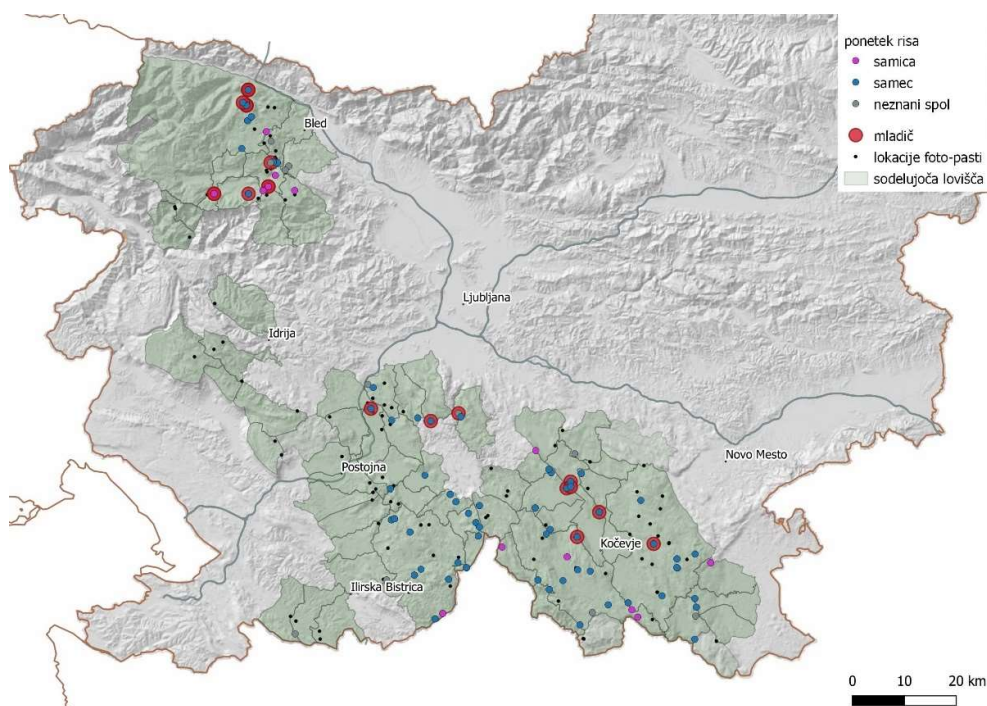 ponetek risa
samica
samec
neznani spol
mladič
lokacije foto-pasti
sodelujoča lovišča
Bled
Ljubljana
Idrija
Novo Mesto
Postojna
Kočevje
Ilirska Bistrica
0 10 20 km